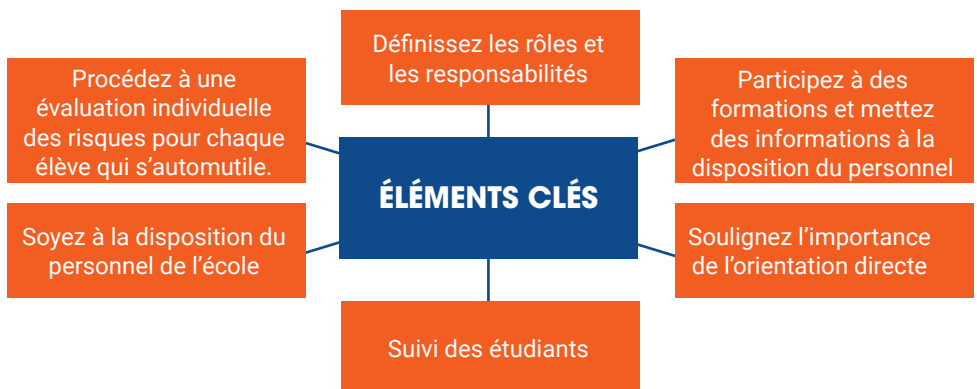 Définissez les rôles et
les responsabilités
Procédez à une
évaluation individuelle
des risques pour chaque
élève qui s’automutile.
Participez à des
formations et mettez
des informations à la
disposition du personnel
ÉLÉMENTS CLÉS
Soyez à la disposition du
personnel de l’école
Soulignez l’importance
de l’orientation directe
Suivi des étudiants